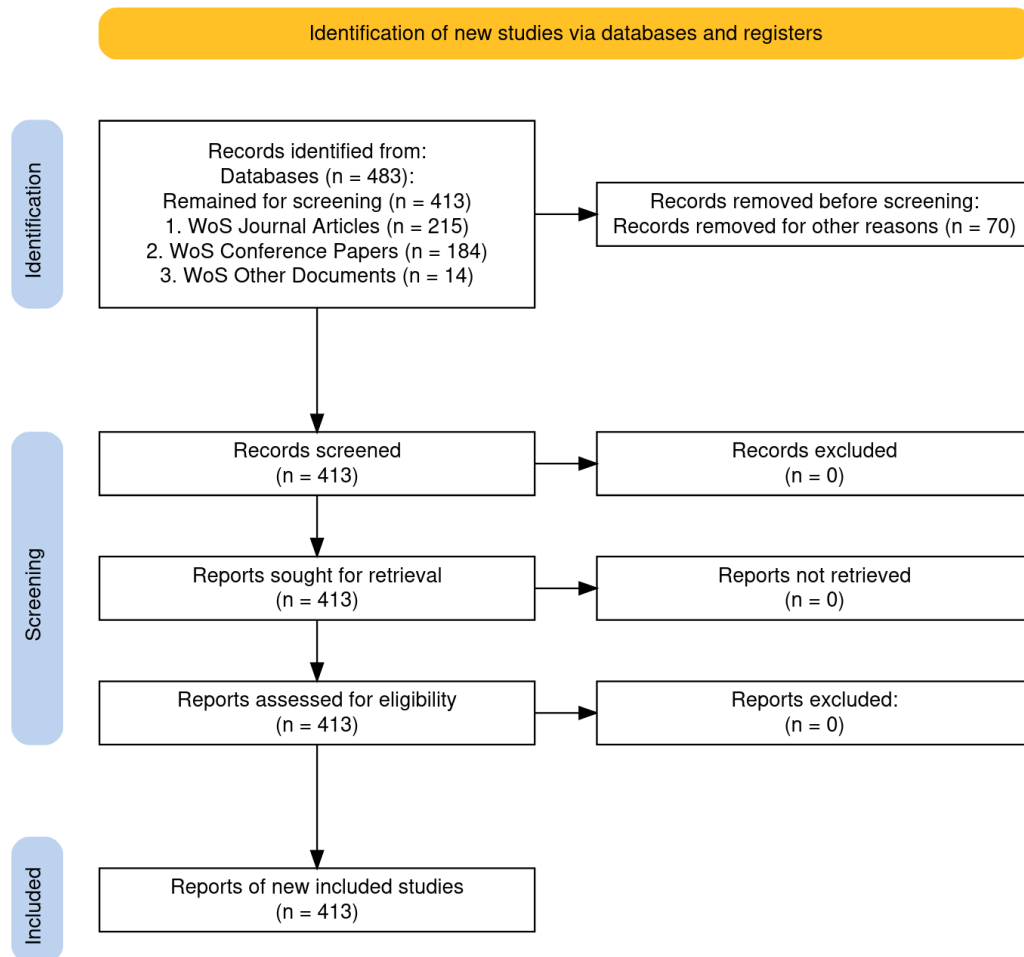 Identification of new studies via databases and registers
Identification
Records identified from:
Databases (n = 483):
Remained for screening (n = 413)
1. WoS Journal Articles (n = 215)
2. WoS Conference Papers (n = 184)
3. WoS Other Documents (n = 14)
Records removed before screening:
Records removed for other reasons (n = 70)
Screening
Records screened
(n = 413)
Records excluded
(n = 0)
Reports sought for retrieval
(n = 413)
Reports not retrieved
(n = 0)
Reports assessed for eligibility
(n = 413)
Reports excluded:
(n = 0)
Included
Reports of new included studies
(n = 413)